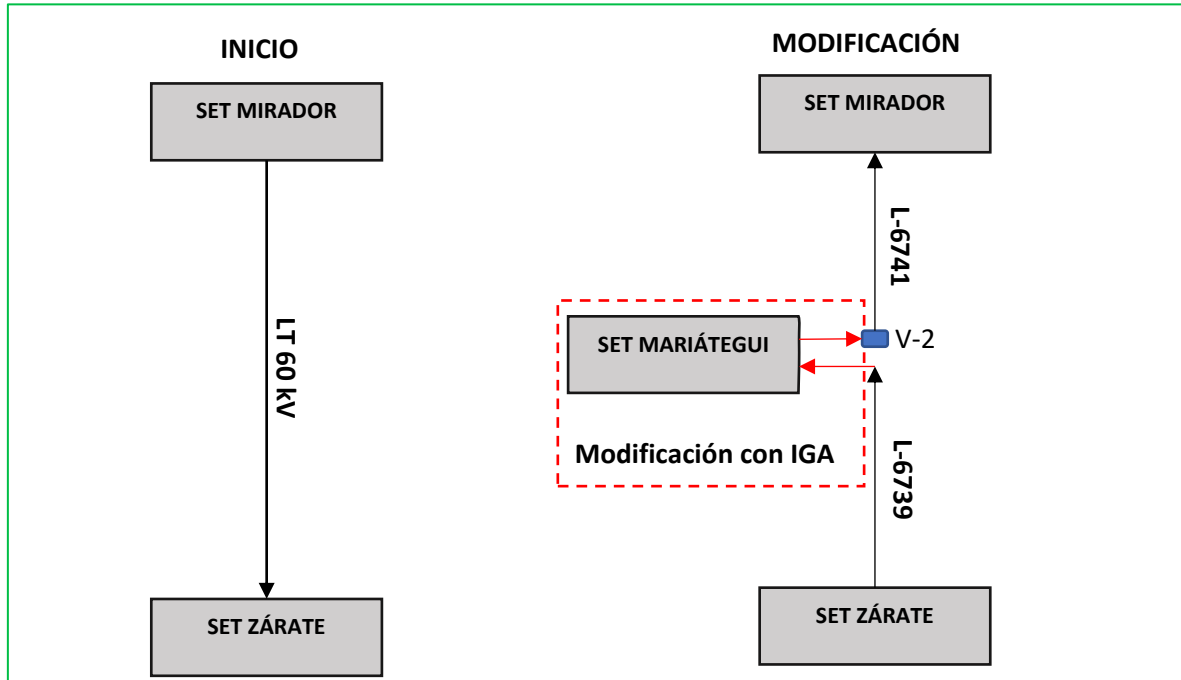 INICIO
SET MIRADOR
LT 60 kV
SET ZÁRATE
MODIFICACIÓN
SET MIRADOR
L-6741
SET MARIÁTEGUI
V-2
Modificación con IGA
L-6739
SET ZÁRATE